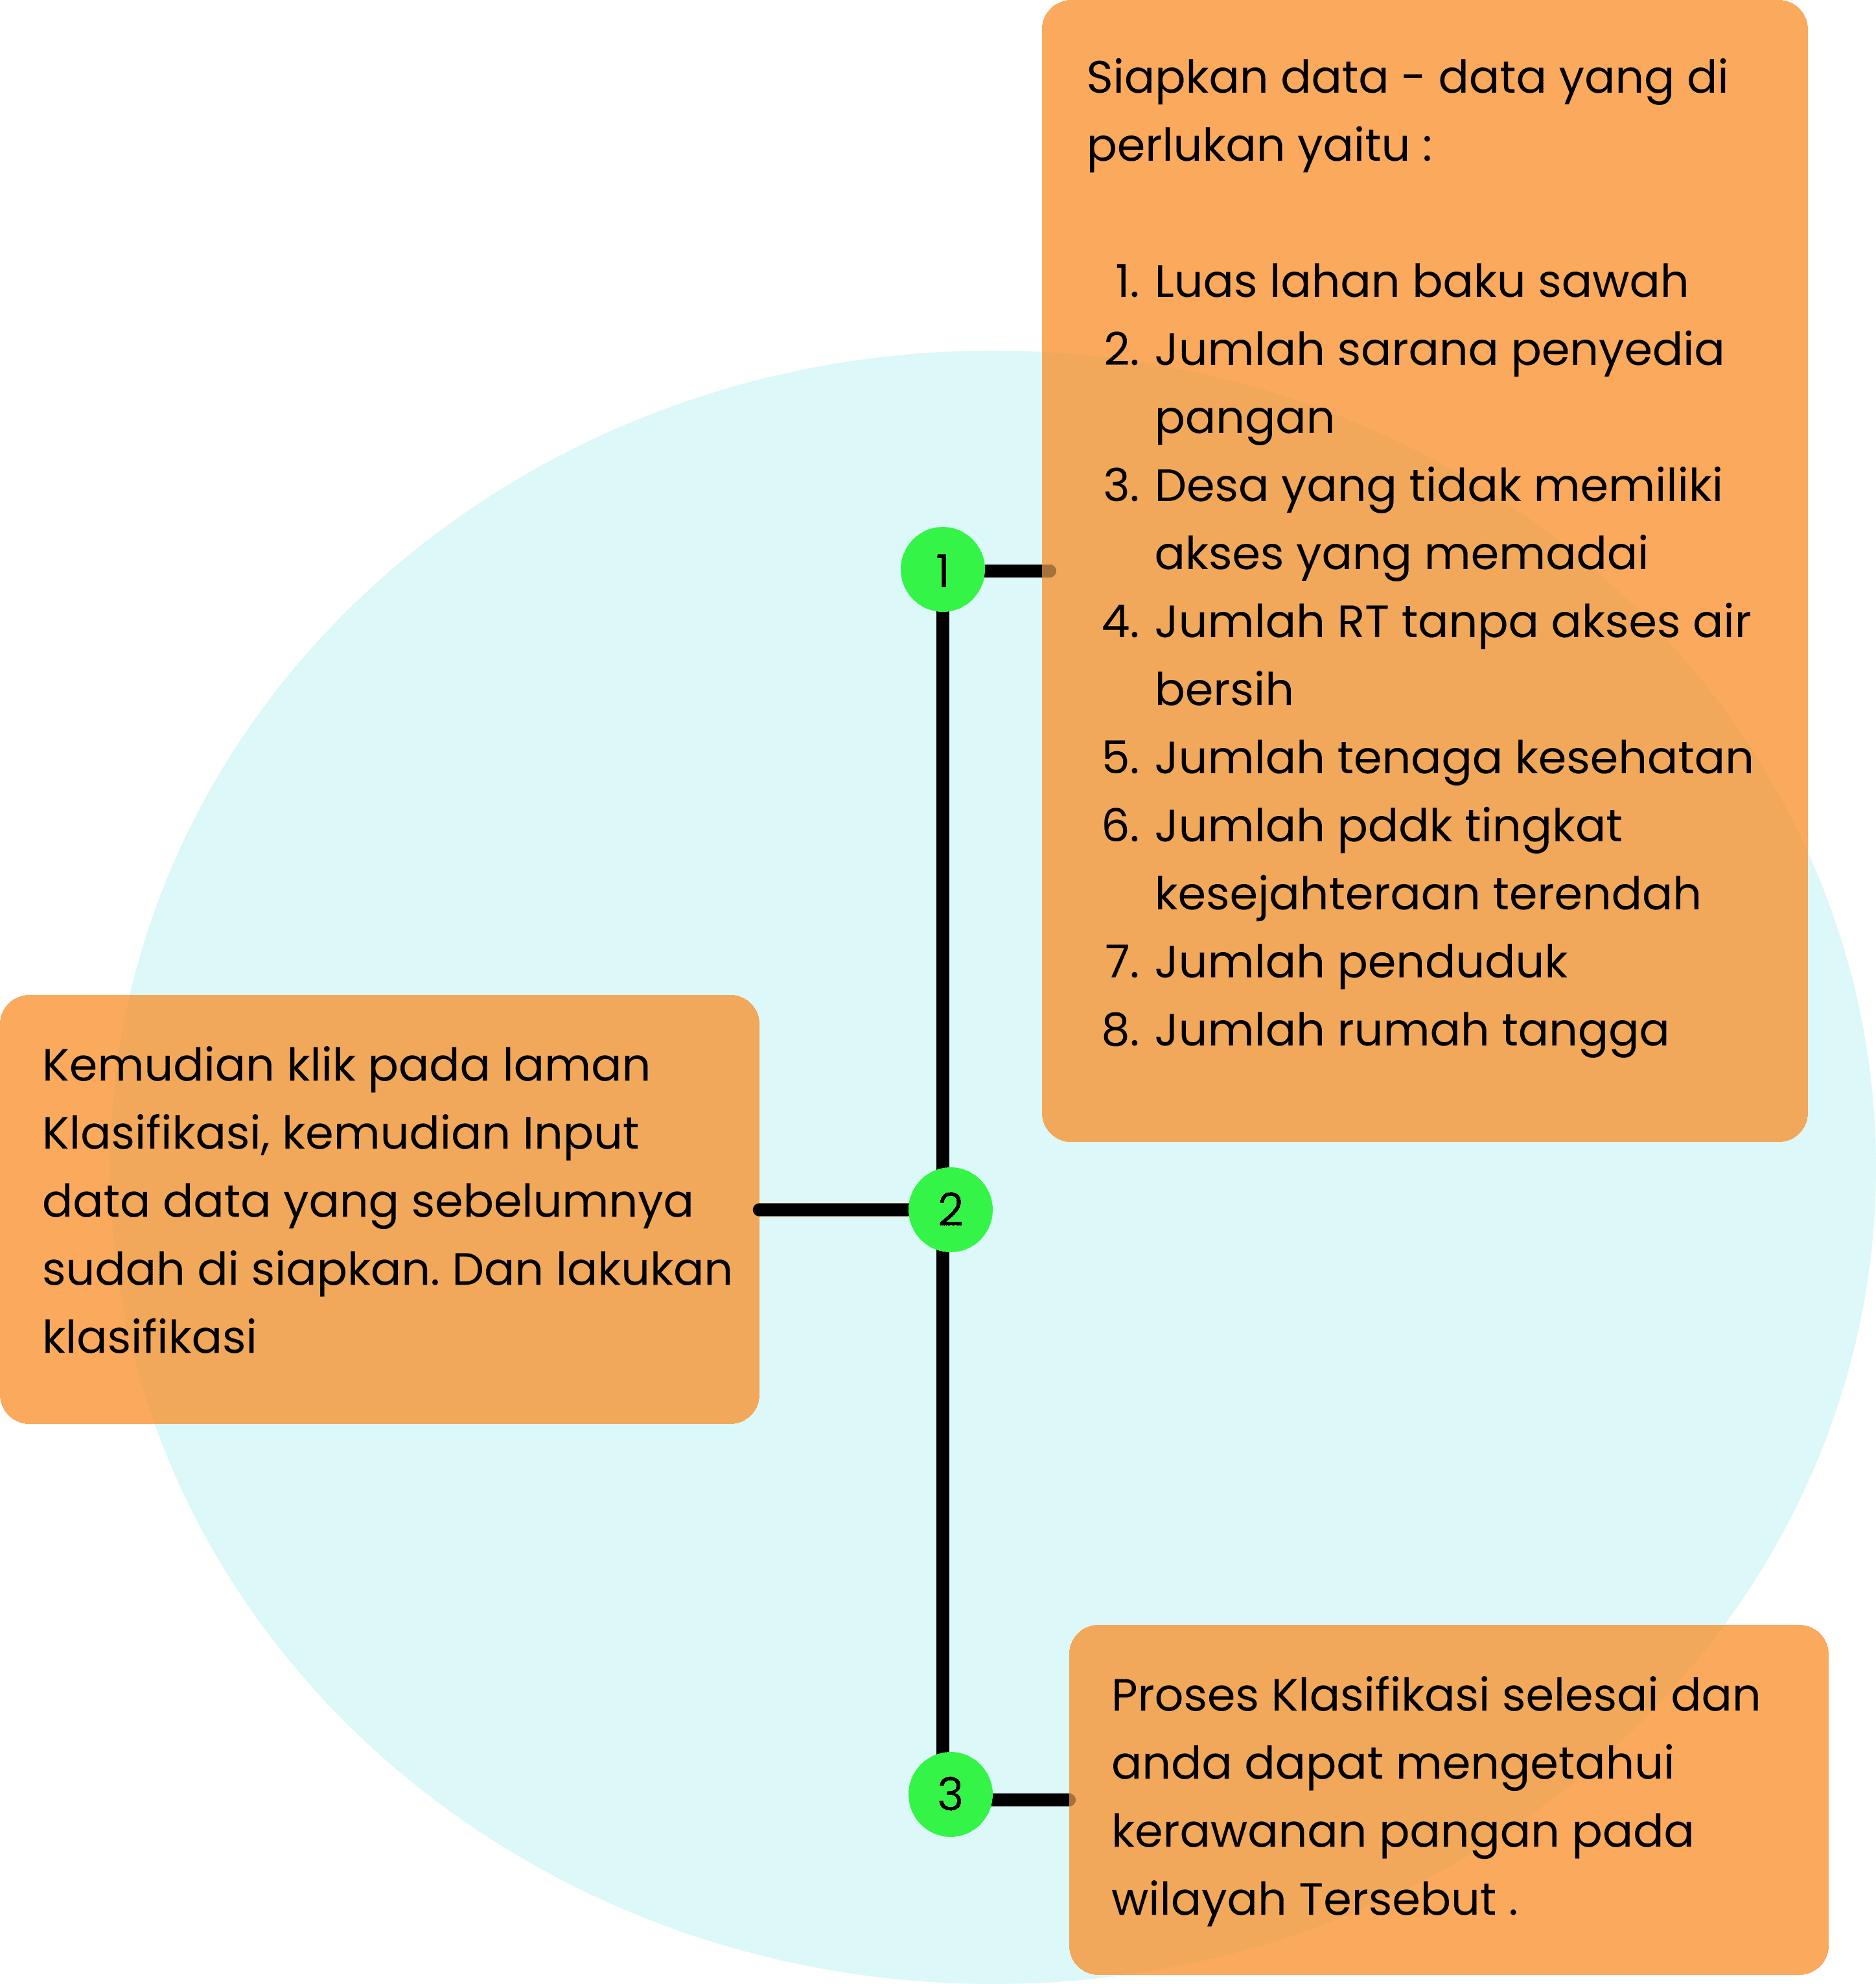 Siapkan data - data yang di
perlukan yaitu :
1. Luas lahan baku sawah
2. Jumlah sarana penyedia
pangan
3. Desa yang tidak memiliki
akses yang memadai
4. Jumlah RT tanpa akses air
bersih
5. Jumlah tenaga kesehatan
6. Jumlah pddk tingkat
kesejahteraan terendah
7. Jumlah penduduk
8. Jumlah rumah tangga
1
Kemudian klik pada laman
Klasifikasi, kemudian Input
data data yang sebelumnya
sudah di siapkan. Dan lakukan
klasifikasi
2
3
Proses Klasifikasi selesai dan
anda dapat mengetahui
kerawanan pangan pada
wilayah Tersebut .